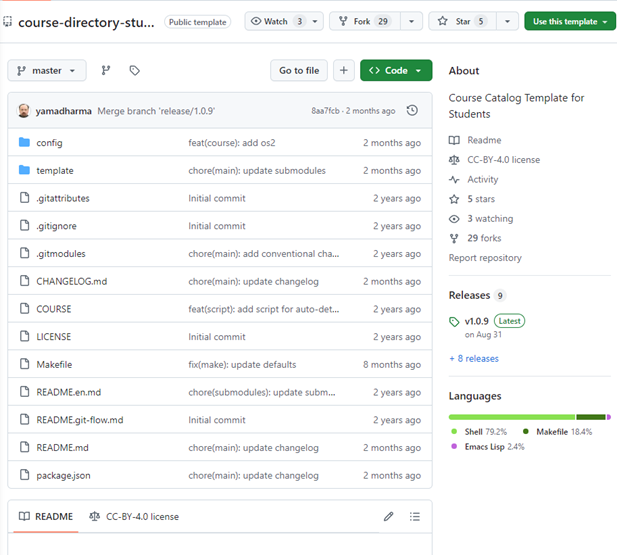 course-directory-stu... Public template Watch 3 Fork 29 Star 5 Use this template
master Go to file + Code
yamadharma Merge branch 'release/1.0.9' 8aa7fcb · 2 months ago
config feat(course): add os2 2 months ago
template chore(main): update submodules 2 months ago
.gitattributes Initial commit 2 years ago
.gitignore Initial commit 2 years ago
.gitmodules chore(main): add conventional cha... 2 years ago
CHANGELOG.md chore(main): update changelog 2 months ago
COURSE feat(script): add script for auto-det... 2 years ago
LICENSE Initial commit 2 years ago
Makefile fix(make): update defaults 8 months ago
README.en.md chore(submodules): update subm... 2 years ago
README.git-flow.md Initial commit 2 years ago
README.md chore(main): update changelog 2 months ago
package.json chore(main): update changelog 2 months ago
README CC-BY-4.0 license
About
Course Catalog Template for
Students
Readme
CC-BY-4.0 license
Activity
5 stars
3 watching
29 forks
Report repository
Releases 9
v1.0.9 Latest
on Aug 31
+ 8 releases
Languages
Shell 79.2% Makefile 18.4%
Emacs Lisp 2.4%